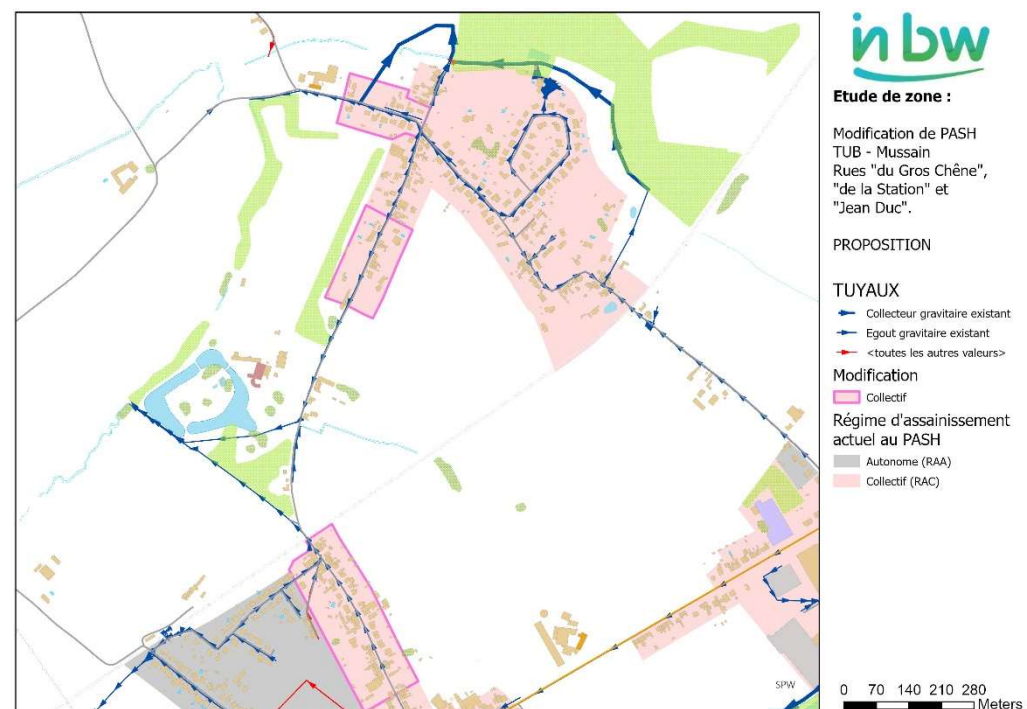 in bw
Etude de zone :
Modification de PASH
TUB - Mussain
Rues "du Gros Chêne",
"de la Station" et
"Jean Duc".
PROPOSITION
TUYAUX
Collecteur gravitaire existant
Egout gravitaire existant
<toutes les autres valeurs>
Modification
Collectif
Régime d'assainissement
actuel au PASH
Autonome (RAA)
Collectif (RAC)
SPW
0 70 140 210 280
Meters